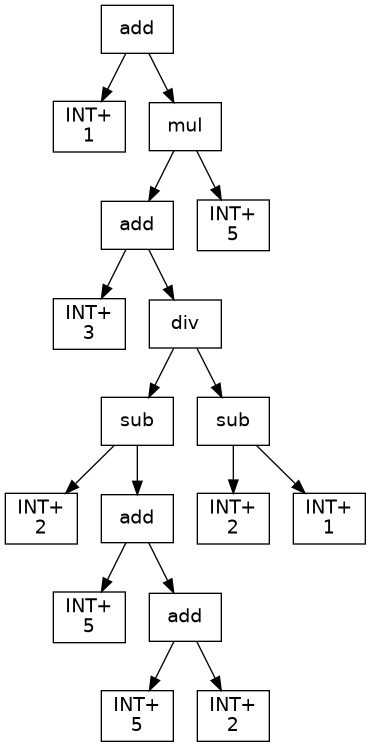 add
INT+
1
mul
add
INT+
5
INT+
3
div
sub
sub
INT+
2
add
INT+
2
INT+
1
INT+
5
add
INT+
5
INT+
2